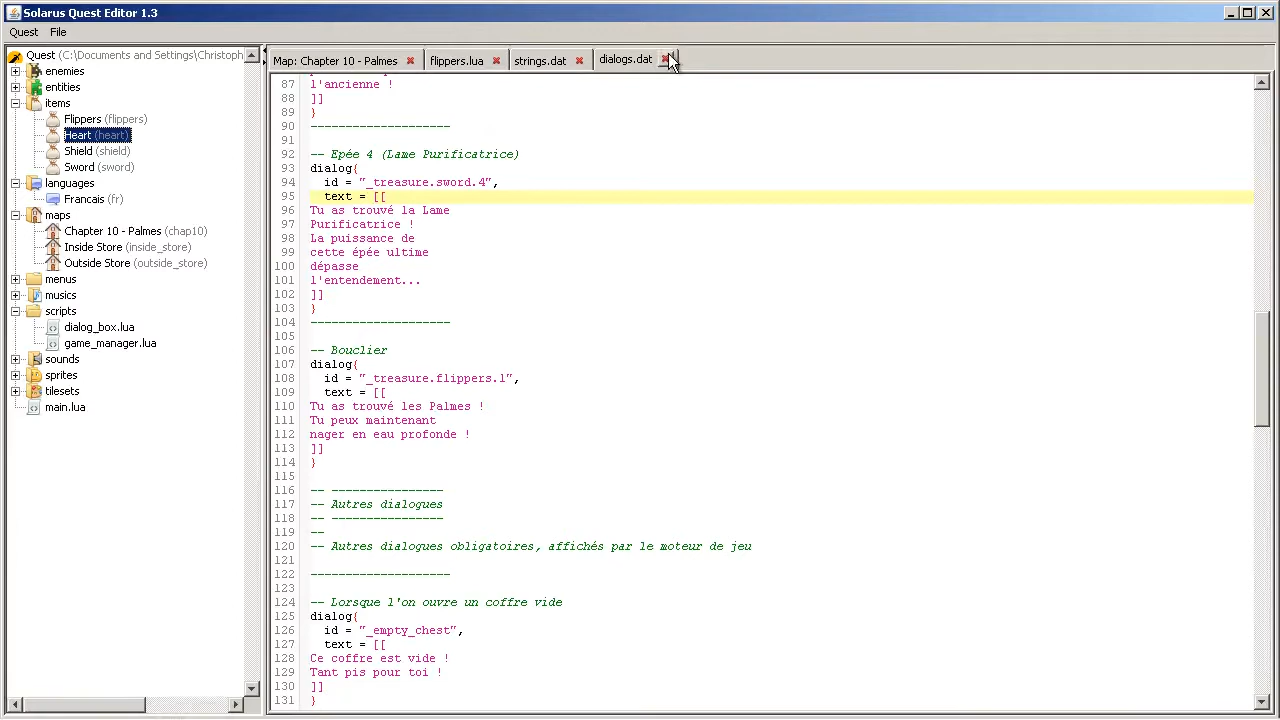 Solarus Quest Editor 1.3
Quest File
Quest (C:\Documents and Settings\Christoph
enemies
entities
items
Flippers (flippers)
Heart (heart)
Shield (shield)
Sword (sword)
languages
Francais (fr)
maps
Chapter 10 - Palmes (chap10)
Inside Store (inside_store)
Outside Store (outside_store)
menus
musics
scripts
dialog_box.lua
game_manager.lua
sounds
sprites
tilesets
main.lua
Map: Chapter 10 - Palmes flippers.lua strings.dat dialogs.dat
87 l'ancienne !
88 ]]
89 }
90 --------------------
91
92 -- Epée 4 (Lame Purificatrice)
93 dialog{
94 id = "_treasure.sword.4",
95 text = [[
96 Tu as trouvé la Lame
97 Purificatrice !
98 La puissance de
99 cette épée ultime
100 dépasse
101 l'entendement...
102 ]]
103 }
104 --------------------
105
106 -- Bouclier
107 dialog{
108 id = "_treasure.flippers.1",
109 text = [[
110 Tu as trouvé les Palmes !
111 Tu peux maintenant
112 nager en eau profonde !
113 ]]
114 }
115
116 -- ----------------
117 -- Autres dialogues
118 -- ----------------
119 --
120 -- Autres dialogues obligatoires, affichés par le moteur de jeu
121
122 --------------------
123
124 -- Lorsque l'on ouvre un coffre vide
125 dialog{
126 id = "_empty_chest",
127 text = [[
128 Ce coffre est vide !
129 Tant pis pour toi !
130 ]]
131 }